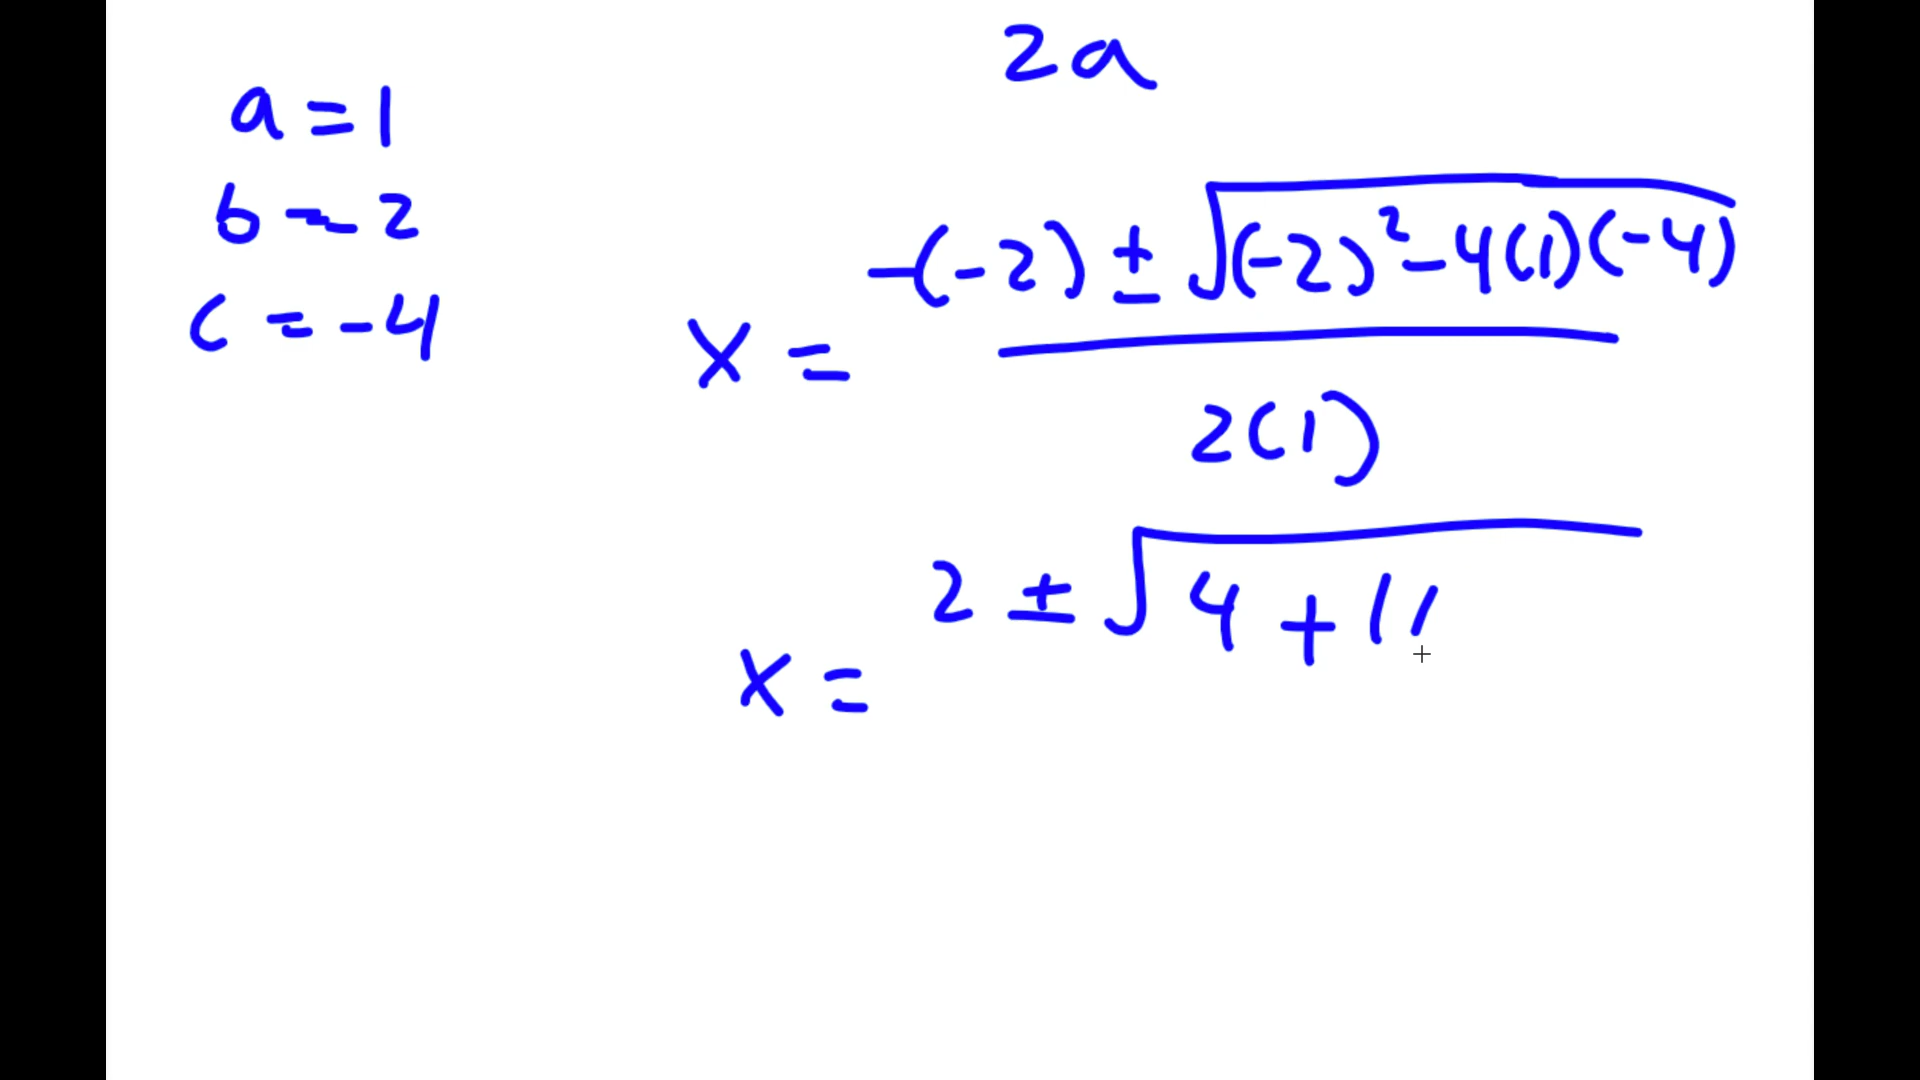 2a
a = 1
b = -2
c = -4
x = -(-2) ± √(-2)² - 4(1)(-4)
2(1)
x = 2 ± √4 + 1